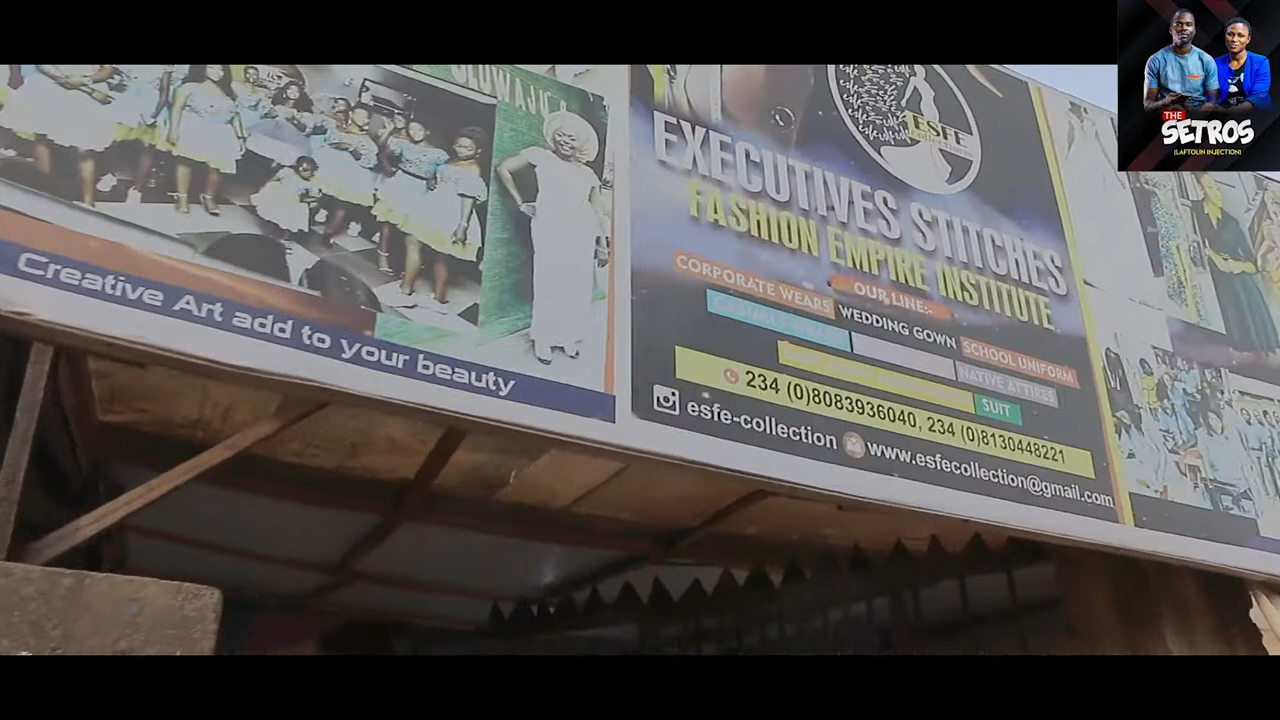 OLUWAJIC
Creative Art add to your beauty
ESFE
EXECUTIVES STITCHES
FASHION EMPIRE INSTITUTE
OUR LINE:-
CORPORATE WEARS
WEDDING GOWN
SCHOOL UNIFORM
NATIVE ATTIRES
SUIT
234 (0)8083936040, 234 (0)8130448221
esfe-collection
www.esfecollection@gmail.com
THE
SETROS
(LAFTOLIN INJECTION)